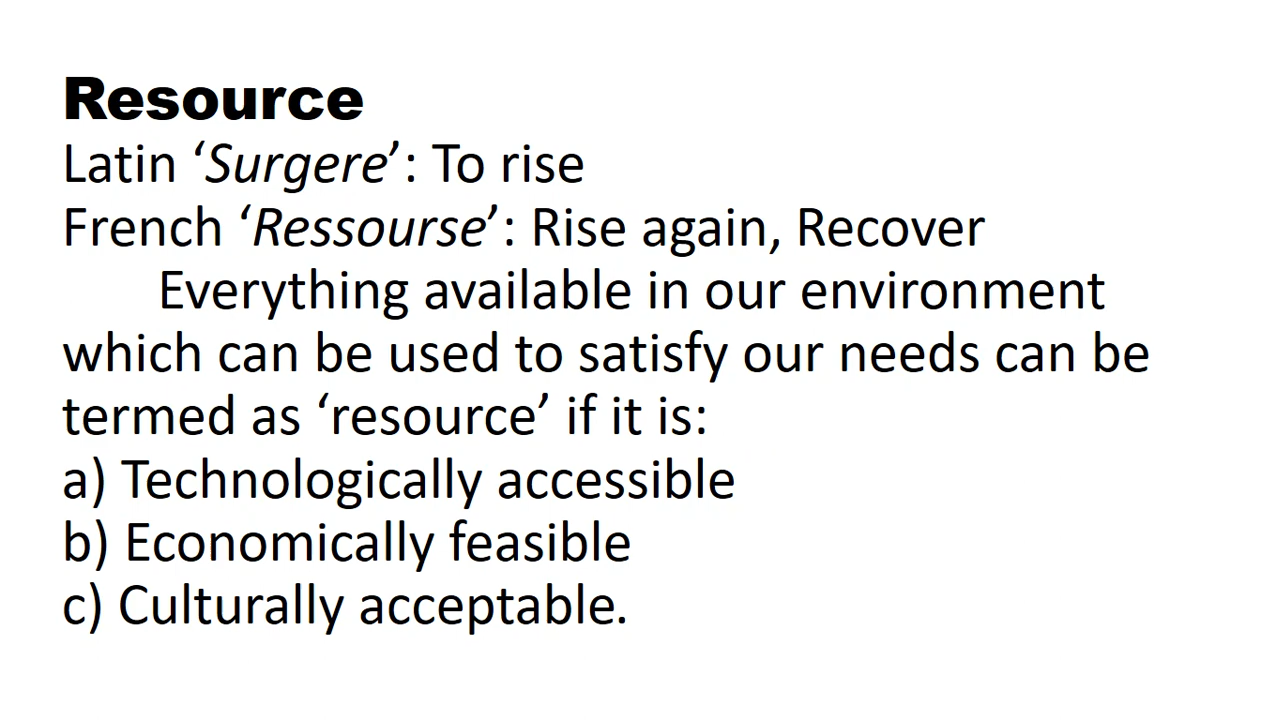 Resource
Latin ‘Surgere’: To rise
French ‘Ressourse’: Rise again, Recover
Everything available in our environment
which can be used to satisfy our needs can be
termed as ‘resource’ if it is:
a) Technologically accessible
b) Economically feasible
c) Culturally acceptable.